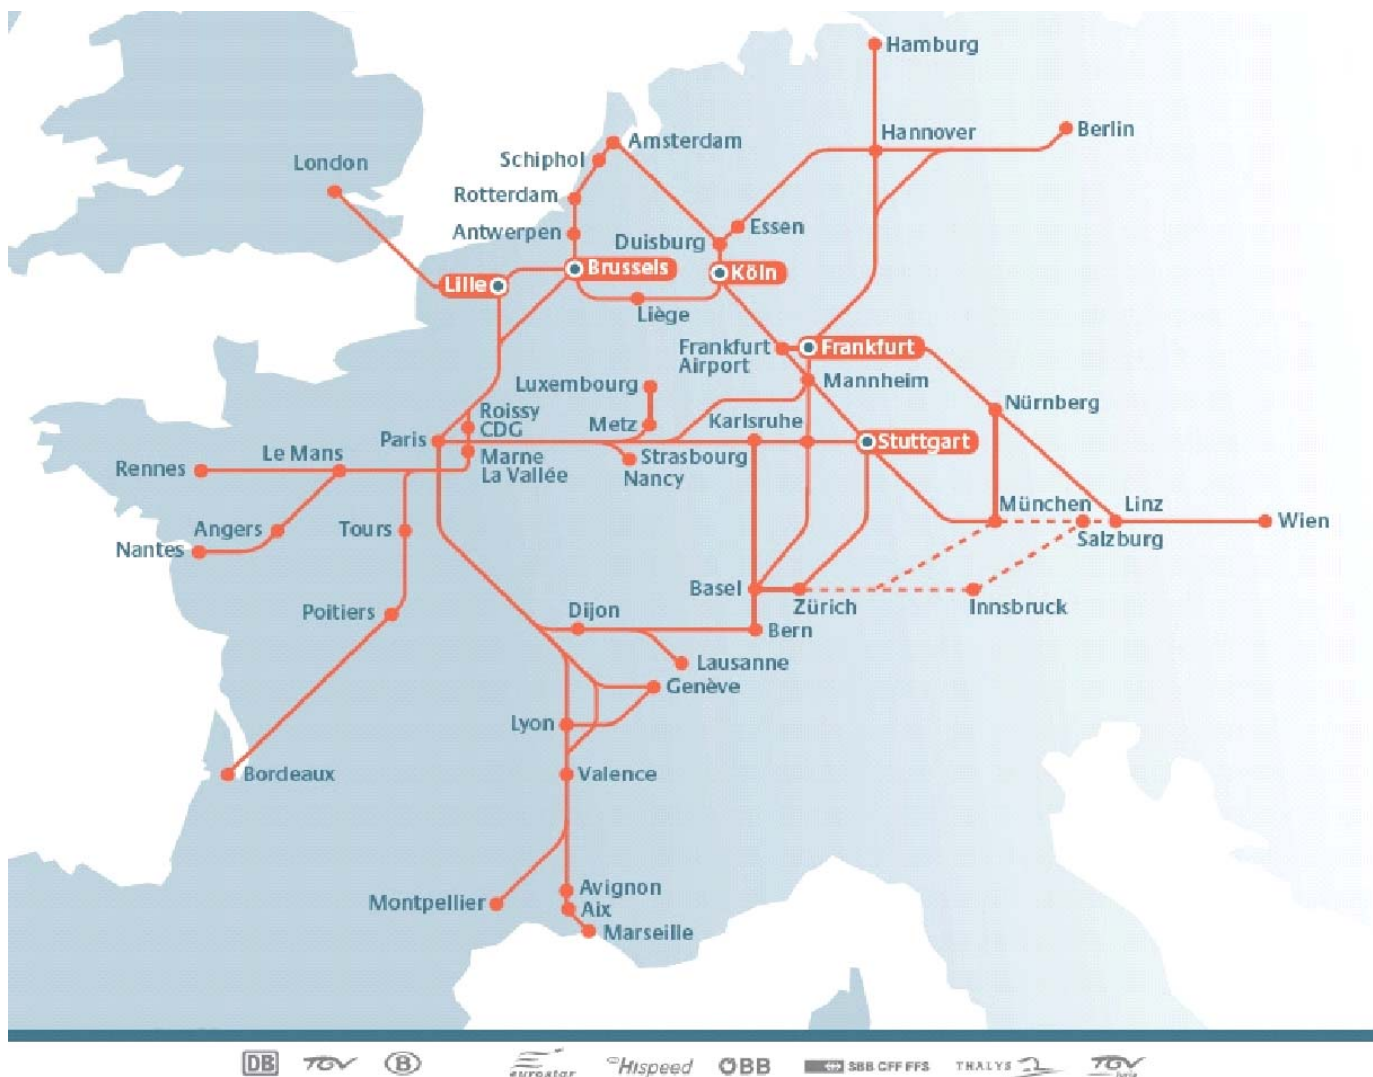 Hamburg
Hannover
Berlin
Amsterdam
Schiphol
London
Rotterdam
Essen
Antwerpen
Duisburg
Brussels
Köln
Lille
Liège
Frankfurt
Airport
Frankfurt
Luxembourg
Mannheim
Nürnberg
Roissy
CDG
Metz
Karlsruhe
Paris
Stuttgart
Le Mans
Marne
La Vallée
Strasbourg
Nancy
Rennes
München
Linz
Angers
Tours
Wien
Salzburg
Nantes
Basel
Zürich
Innsbruck
Poitiers
Dijon
Bern
Lausanne
Genève
Lyon
Bordeaux
Valence
Avignon
Montpellier
Aix
Marseille
DB TGV B eurostar Hispeed ÖBB SBB CFF FFS THALYS TGV